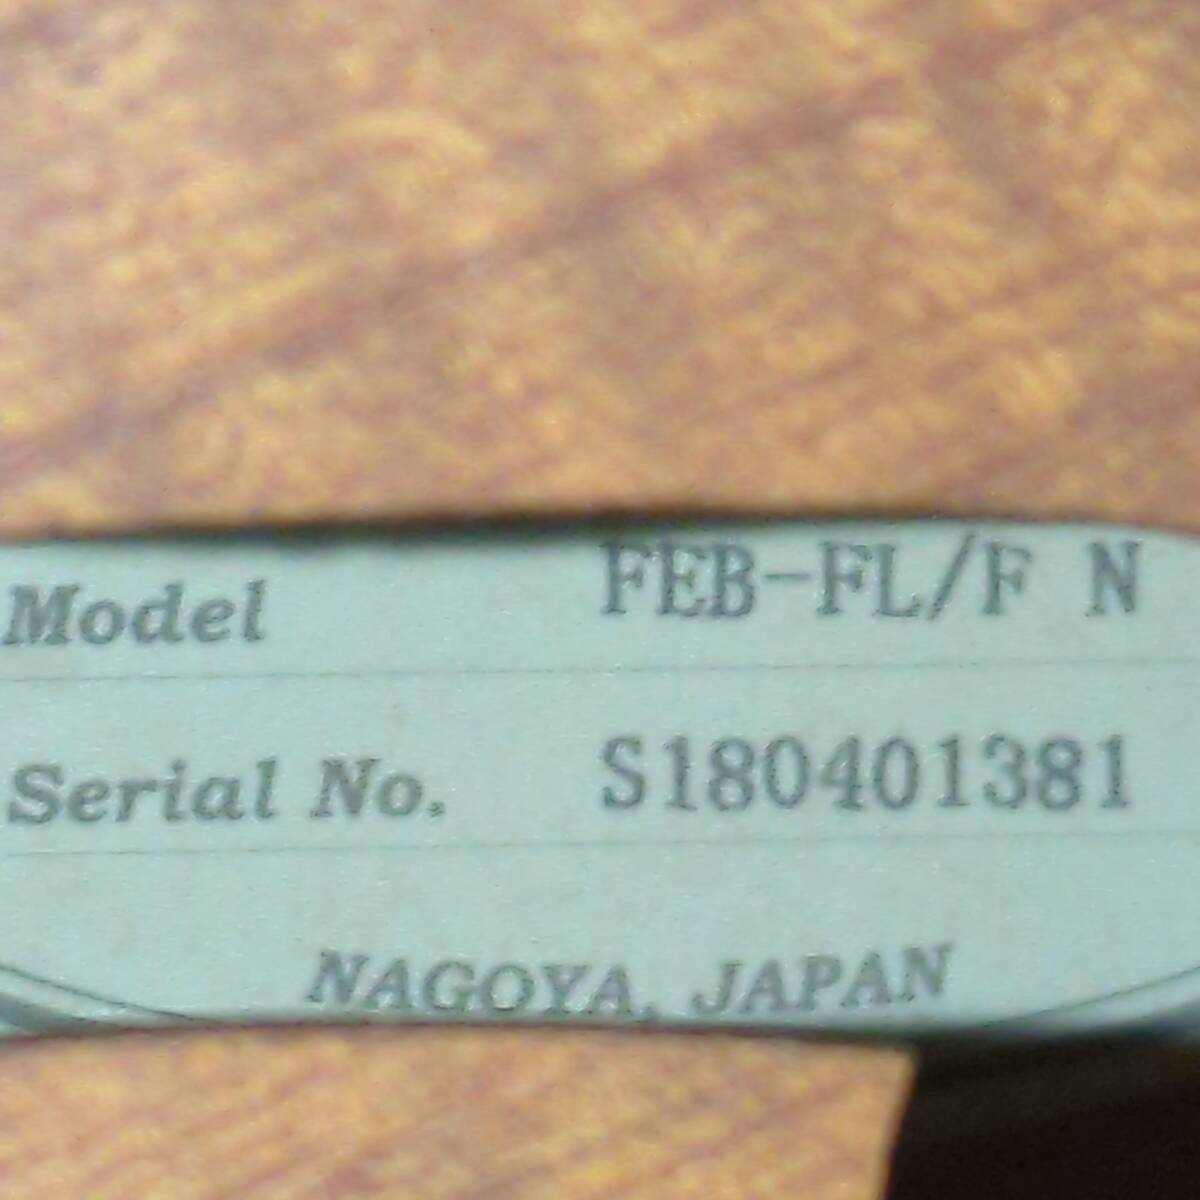 Model FEB-FL/F N
Serial No. S180401381
NAGOYA, JAPAN